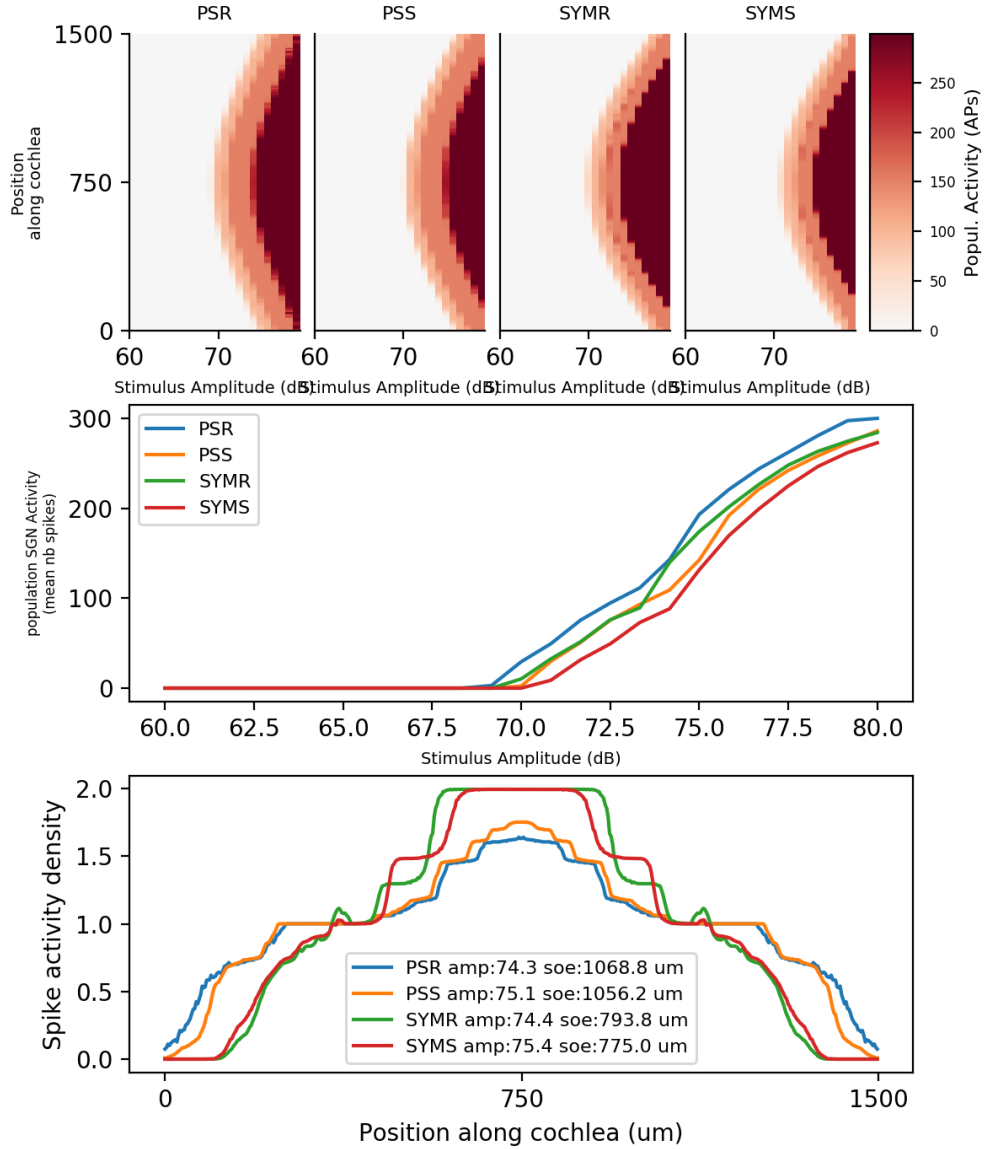 PSR PSS SYMR SYMS
1500
750
0
Position
along cochlea
60 70 60 70 60 70 60 70
Stimulus Amplitude (dB) Stimulus Amplitude (dB) Stimulus Amplitude (dB) Stimulus Amplitude (dB)
250
200
150
100
50
0
Popul. Activity (APs)
300
200
100
0
population SGN Activity
(mean nb spikes)
PSR
PSS
SYMR
SYMS
60.0 62.5 65.0 67.5 70.0 72.5 75.0 77.5 80.0
Stimulus Amplitude (dB)
2.0
1.5
1.0
0.5
0.0
Spike activity density
PSR amp:74.3 soe:1068.8 um
PSS amp:75.1 soe:1056.2 um
SYMR amp:74.4 soe:793.8 um
SYMS amp:75.4 soe:775.0 um
0 750 1500
Position along cochlea (um)